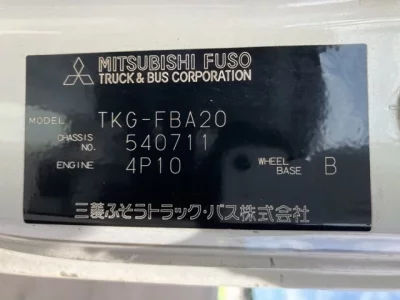 MITSUBISHI FUSO
TRUCK & BUS CORPORATION
MODEL TKG-FBA20
CHASSIS NO. 540711
ENGINE 4P10 WHEEL BASE B
三菱ふそうトラック・バス株式会社